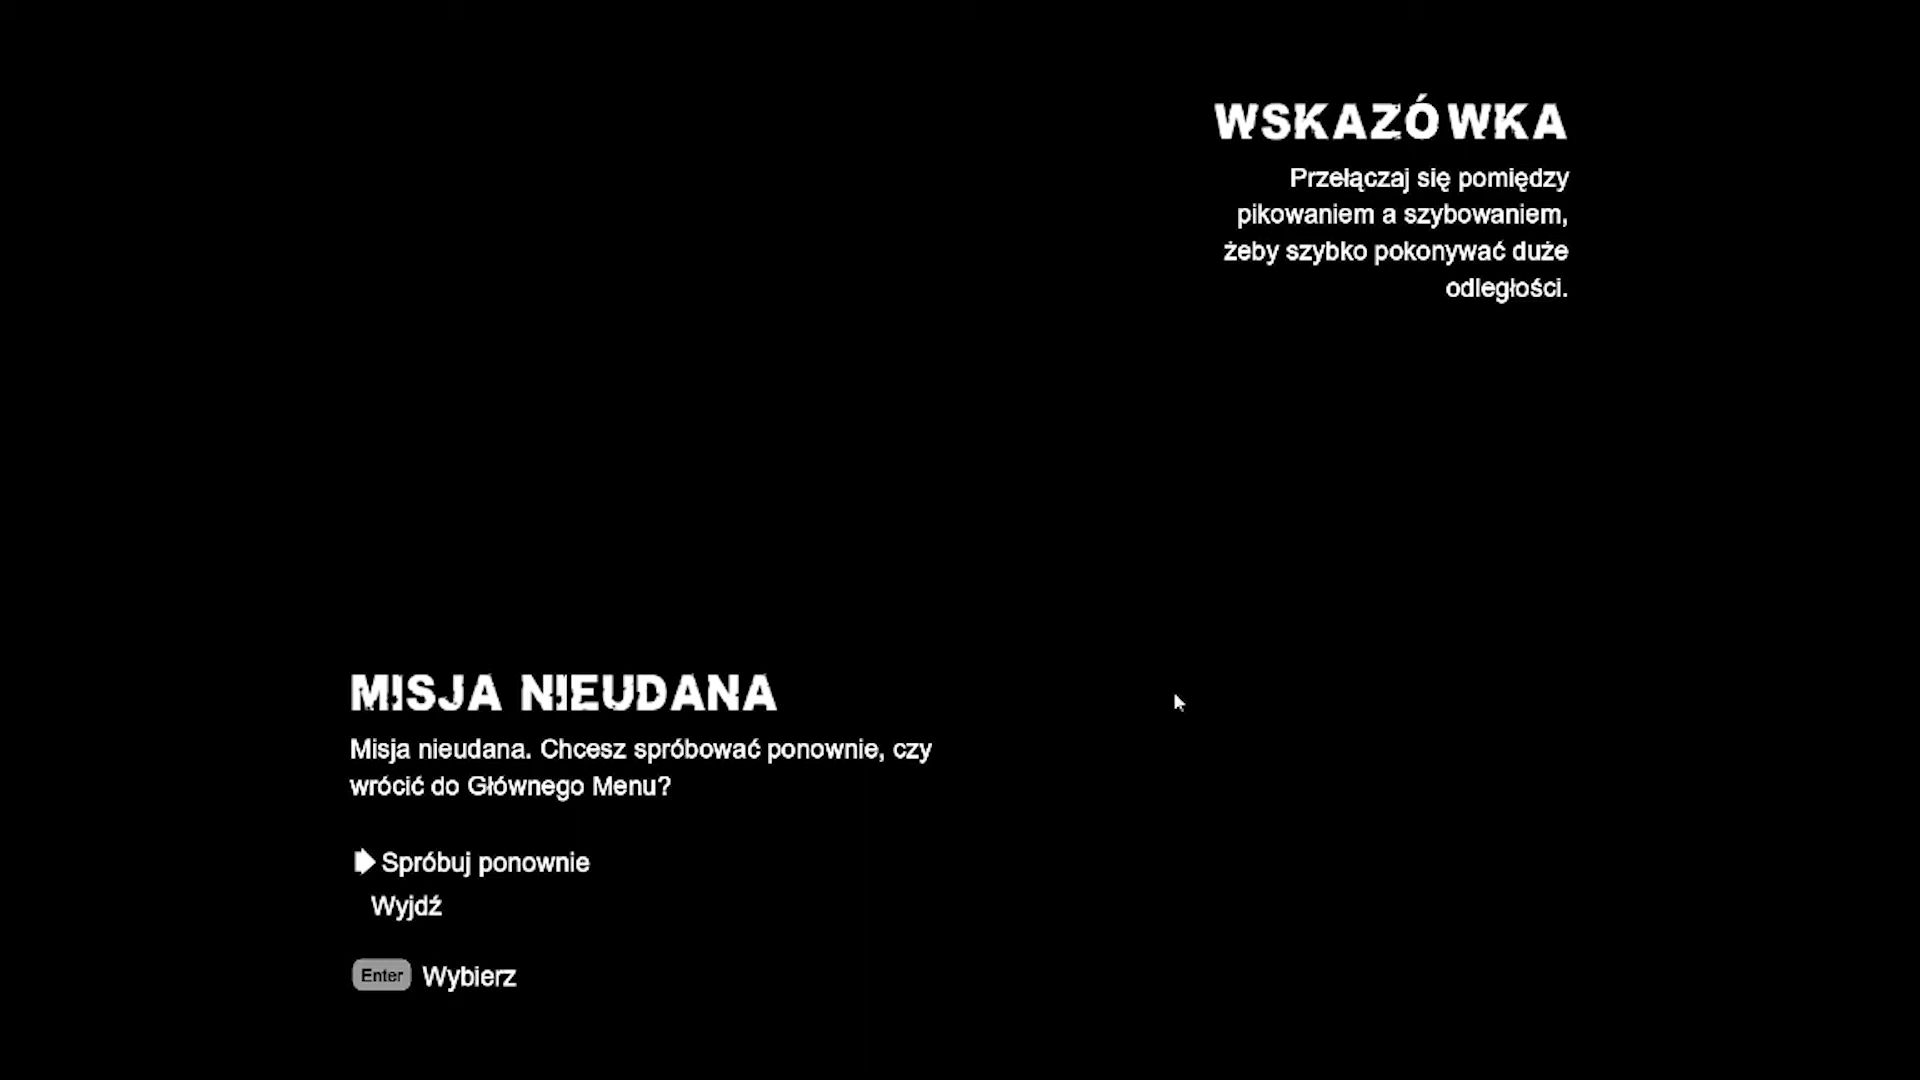 WSKAZÓWKA
Przełączaj się pomiędzy
pikowaniem a szybowaniem,
żeby szybko pokonywać duże
odległości.
MISJA NIEUDANA
Misja nieudana. Chcesz spróbować ponownie, czy
wrócić do Głównego Menu?
Spróbuj ponownie
Wyjdź
Enter Wybierz